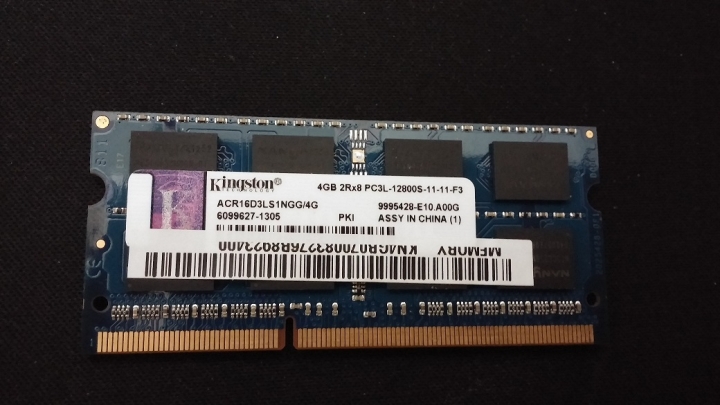 Kingston®
TECHNOLOGY
4GB 2Rx8 PC3L-12800S-11-11-F3
ACR16D3LS1NGG/4G
9995428-E10.A00G
6099627-1305
PKI
ASSY IN CHINA (1)
MEMORY